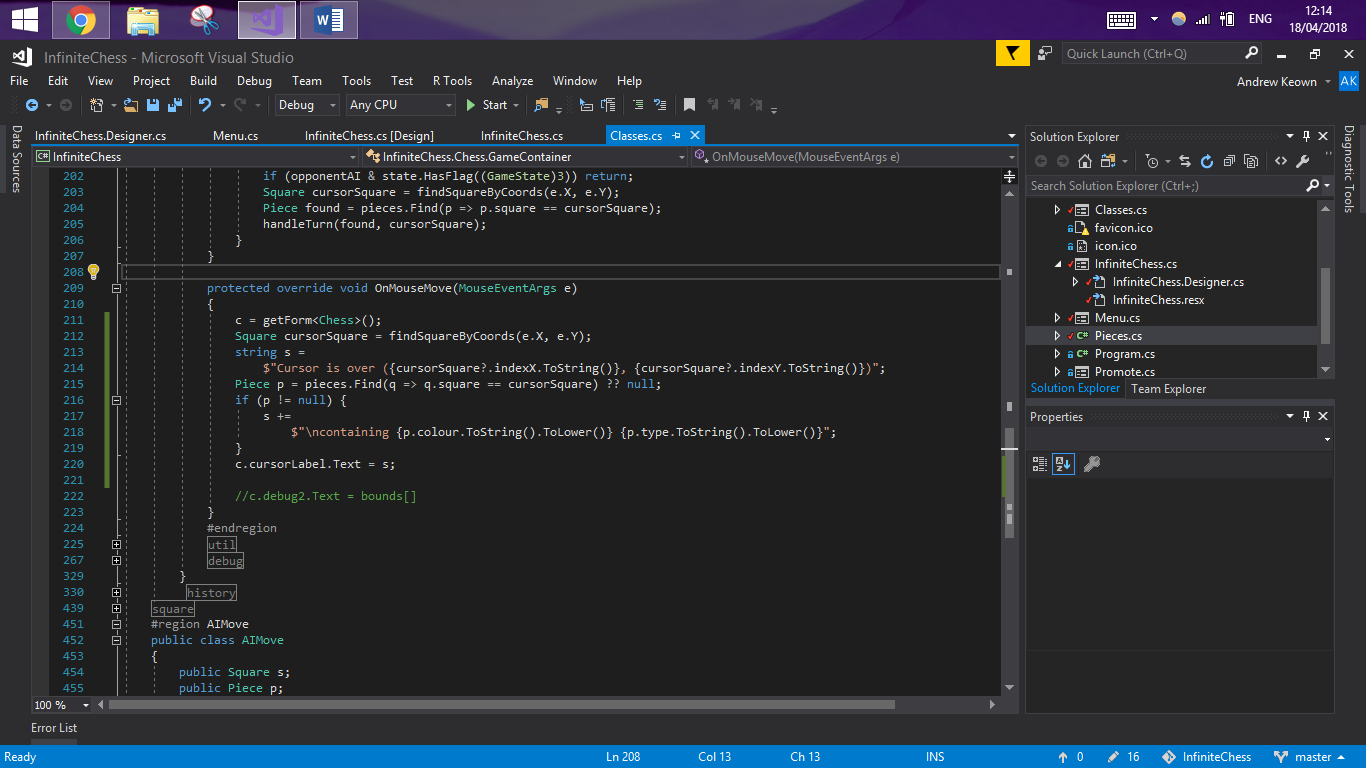 12:14
ENG
18/04/2018
InfiniteChess - Microsoft Visual Studio
Quick Launch (Ctrl+Q)
File Edit View Project Build Debug Team Tools Test R Tools Analyze Window Help
Andrew Keown AK
Debug Any CPU Start
Data Sources
InfiniteChess.Designer.cs Menu.cs InfiniteChess.cs [Design] InfiniteChess.cs Classes.cs
InfiniteChess InfiniteChess.Chess.GameContainer OnMouseMove(MouseEventArgs e)
202 if (opponentAI & state.HasFlag((GameState)3)) return;
203 Square cursorSquare = findSquareByCoords(e.X, e.Y);
204 Piece found = pieces.Find(p => p.square == cursorSquare);
205 handleTurn(found, cursorSquare);
206 }
207 }
208
209 protected override void OnMouseMove(MouseEventArgs e)
210 {
211 c = getForm<Chess>();
212 Square cursorSquare = findSquareByCoords(e.X, e.Y);
213 string s =
214 $"Cursor is over ({cursorSquare?.indexX.ToString()}, {cursorSquare?.indexY.ToString()})";
215 Piece p = pieces.Find(q => q.square == cursorSquare) ?? null;
216 if (p != null) {
217 s +=
218 $"\ncontaining {p.colour.ToString().ToLower()} {p.type.ToString().ToLower()}";
219 }
220 c.cursorLabel.Text = s;
221
222 //c.debug2.Text = bounds[]
223 }
224 #endregion
225 util
267 debug
329 }
330 history
439 square
451 #region AIMove
452 public class AIMove
453 {
454 public Square s;
455 public Piece p;
100 %
Solution Explorer
Search Solution Explorer (Ctrl+;)
Classes.cs
favicon.ico
icon.ico
InfiniteChess.cs
InfiniteChess.Designer.cs
InfiniteChess.resx
Menu.cs
Pieces.cs
Program.cs
Promote.cs
Solution Explorer Team Explorer
Properties
Diagnostic Tools
Error List
Ready Ln 208 Col 13 Ch 13 INS 0 16 InfiniteChess master